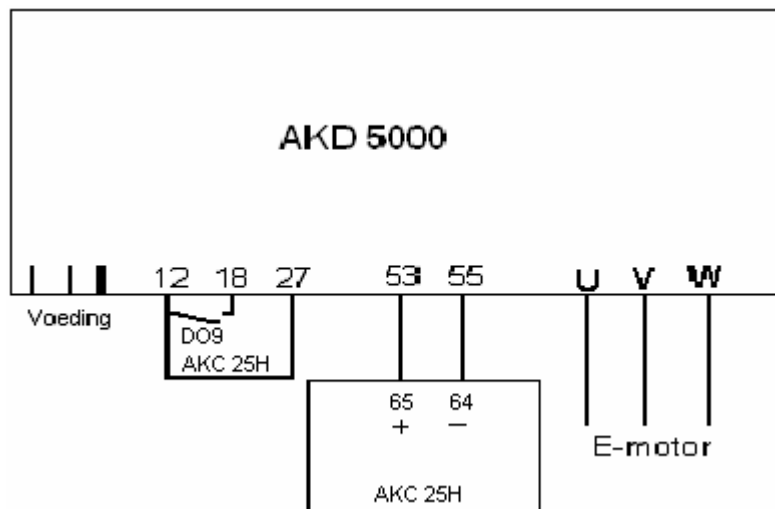 AKD 5000
12 18 27 53 55 U V W
Voeding
DO9
AKC 25H
65 64
+ −
AKC 25H
E-motor